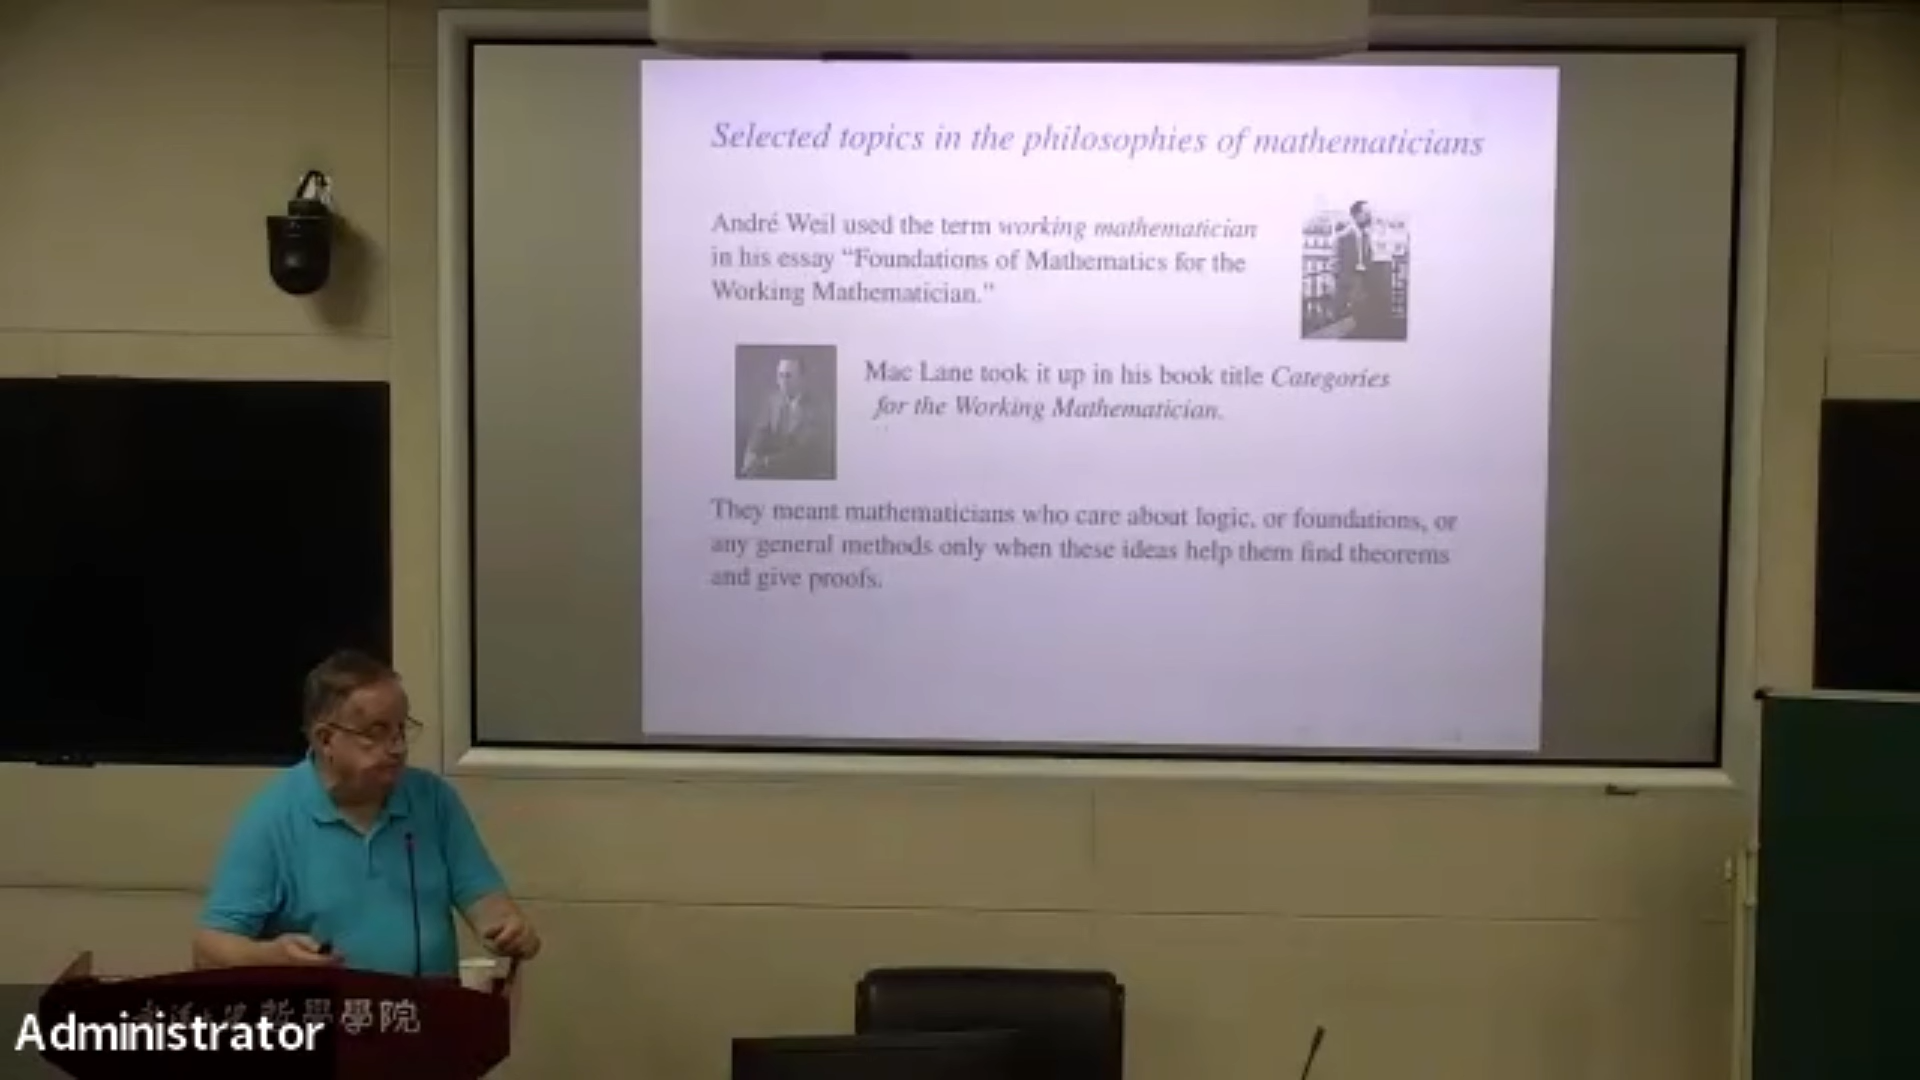 Selected topics in the philosophies of mathematicians
André Weil used the term working mathematician
in his essay “Foundations of Mathematics for the
Working Mathematician.”
Mac Lane took it up in his book title Categories
for the Working Mathematician.
They meant mathematicians who care about logic, or foundations, or
any general methods only when these ideas help them find theorems
and give proofs.
哲學學院
Administrator